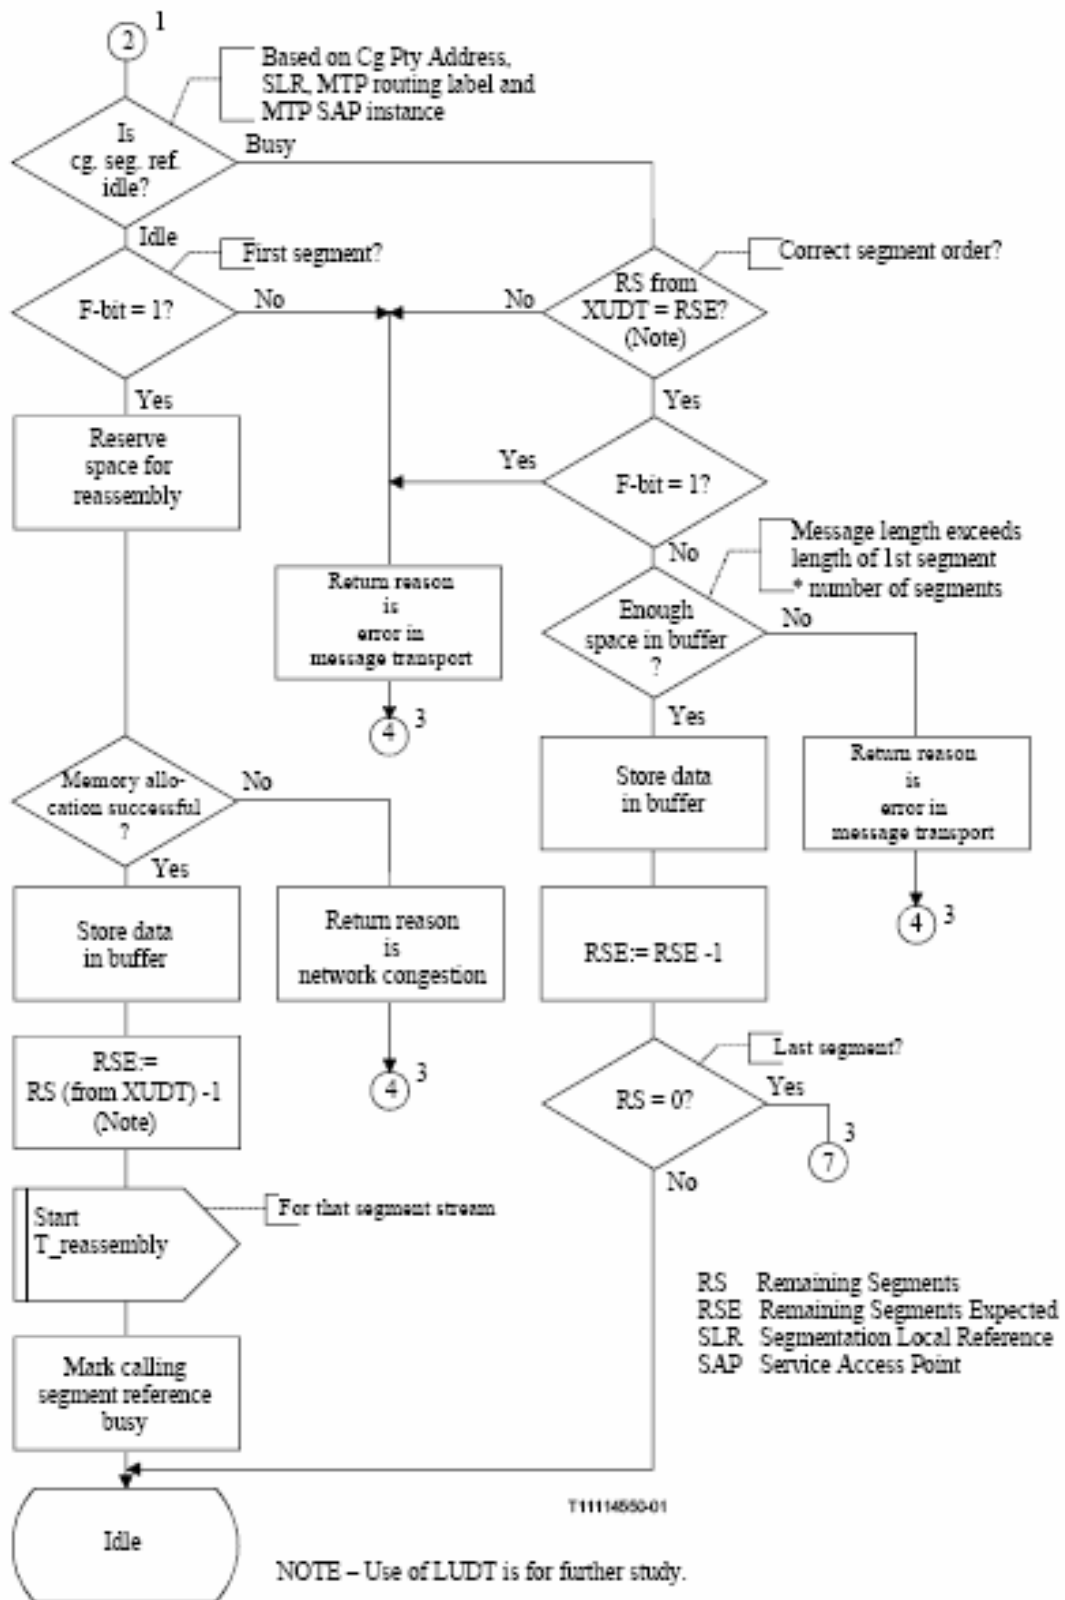 1
2
Based on Cg Pty Address,
SLR, MTP routing label and
MTP SAP instance
Is
cg. seg. ref.
idle?
Busy
Idle
First segment?
Correct segment order?
F-bit = 1?
No
No
RS from
XUDT = RSE?
(Note)
Yes
Yes
Reserve
space for
reassembly
Yes
F-bit = 1?
No
Message length exceeds
length of 1st segment
* number of segments
Return reason
is
error in
message transport
Enough
space in buffer
?
No
4
3
Yes
Memory allo-
cation successful
?
No
Store data
in buffer
Return reason
is
error in
message transport
Yes
4
3
Store data
in buffer
Return reason
is
network congestion
RSE:= RSE -1
RSE:=
RS (from XUDT) -1
(Note)
4
3
Last segment?
RS = 0?
Yes
3
7
No
Start
T_reassembly
For that segment stream
RS Remaining Segments
RSE Remaining Segments Expected
SLR Segmentation Local Reference
SAP Service Access Point
Mark calling
segment reference
busy
T11114550-01
Idle
NOTE – Use of LUDT is for further study.